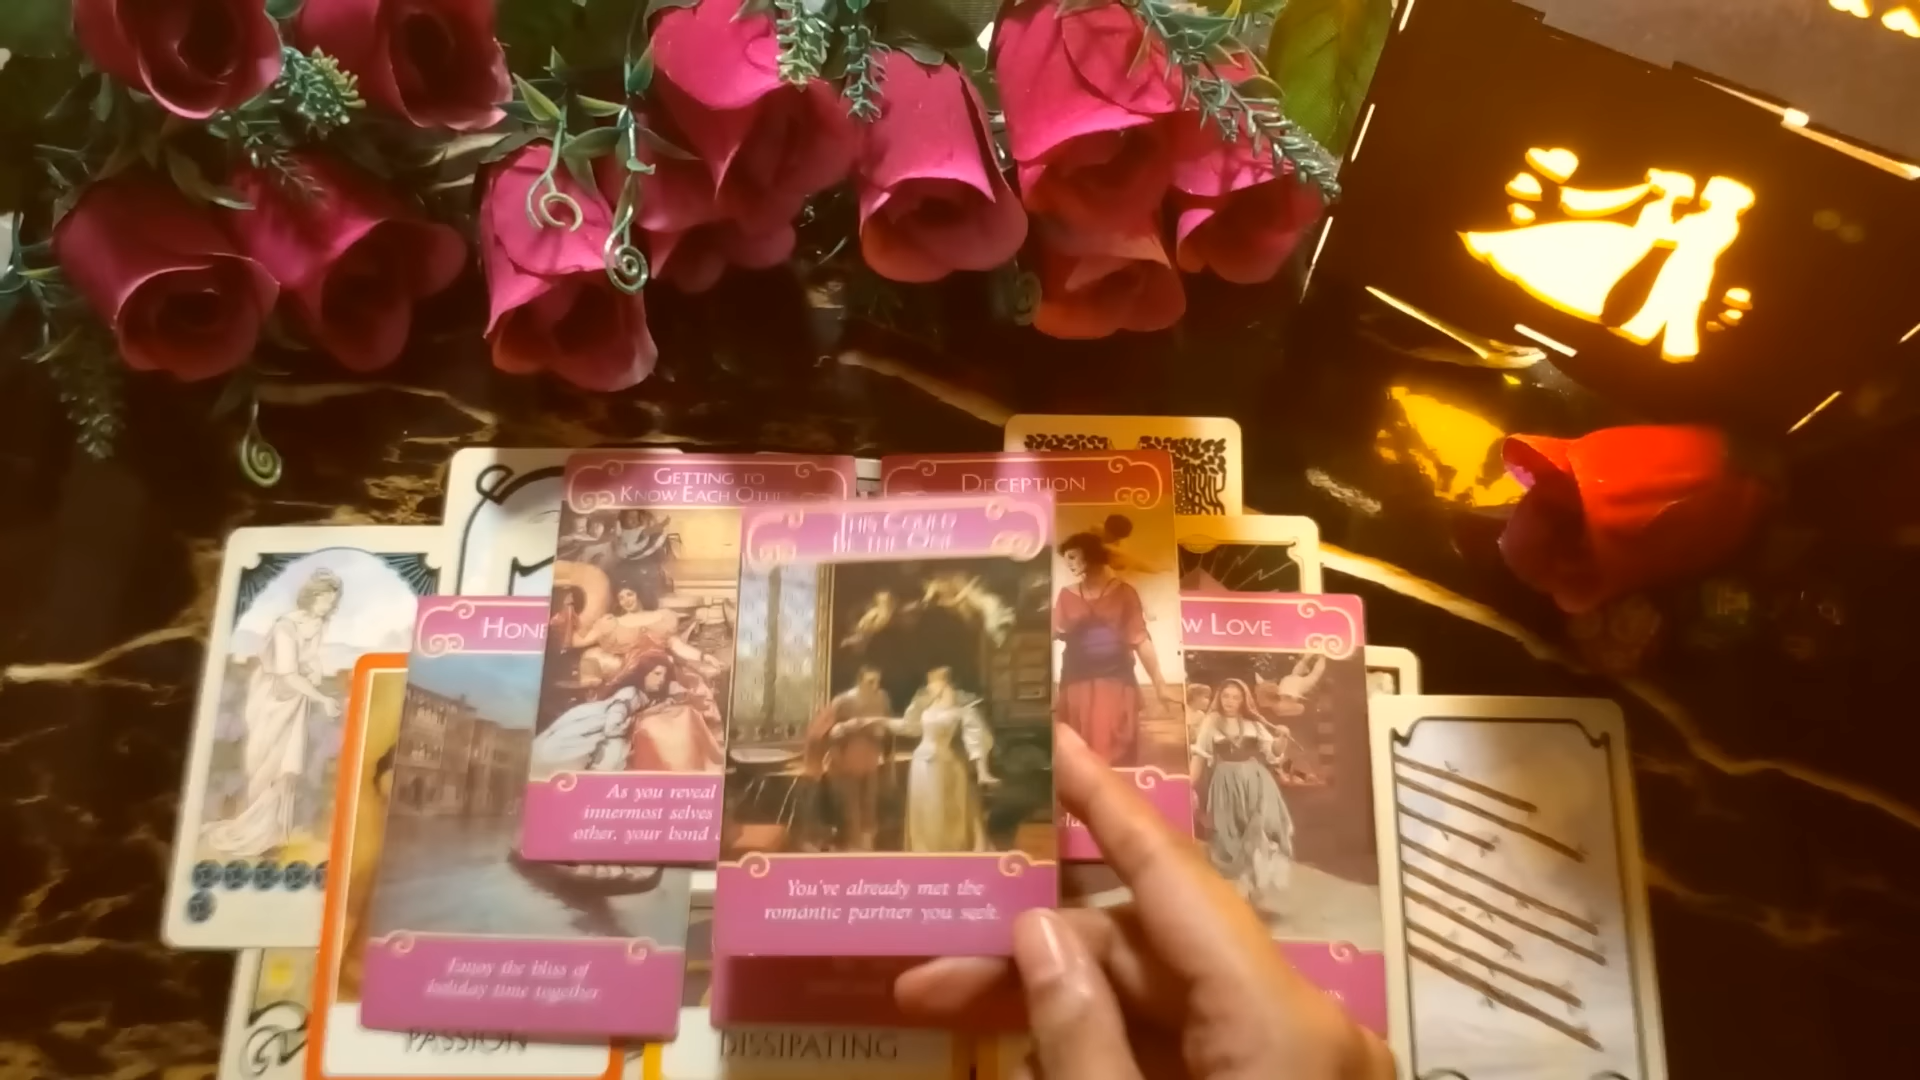 GETTING TO
KNOW EACH OTHE
DECEPTION
THIS COULD
BE THE ONE
HONE
W LOVE
As you reveal
innermost selves
other, your bond
You've already met the
romantic partner you seek.
Enjoy the bliss of
holiday time together
PASSION
DISSIPATING